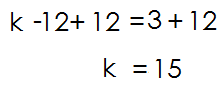 k -12+ 12 = 3 + 12
k = 15